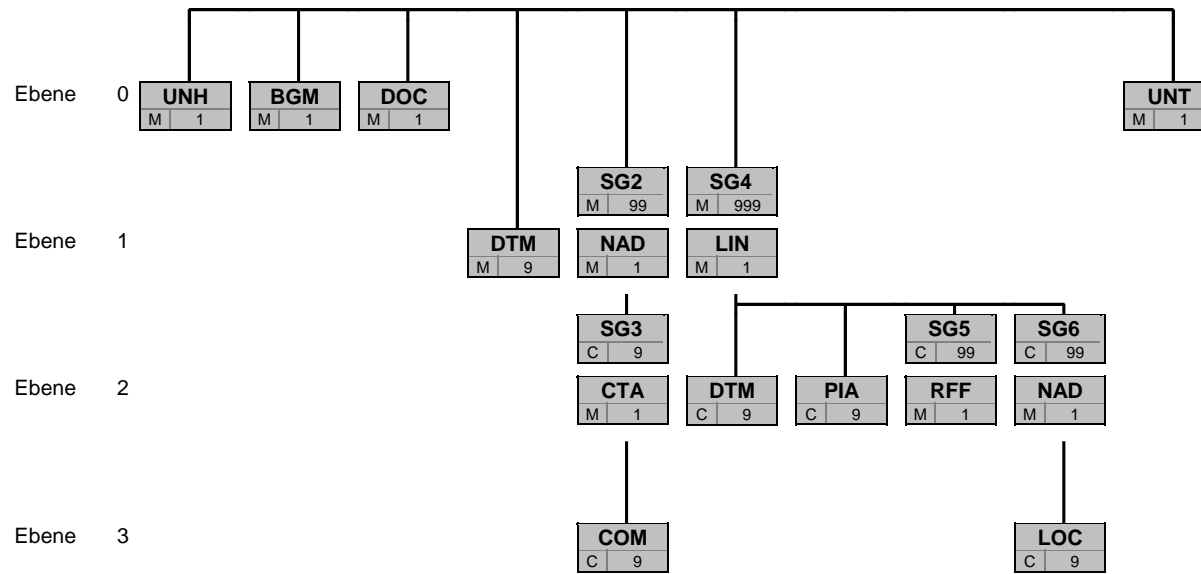 Ebene 0 UNH BGM DOC UNT
M 1 M 1 M 1 M 1
SG2 SG4
M 99 M 999
Ebene 1 DTM NAD LIN
M 9 M 1 M 1
SG3 SG5 SG6
C 9 C 99 C 99
Ebene 2 CTA DTM PIA RFF NAD
M 1 C 9 C 9 M 1 M 1
Ebene 3 COM LOC
C 9 C 9